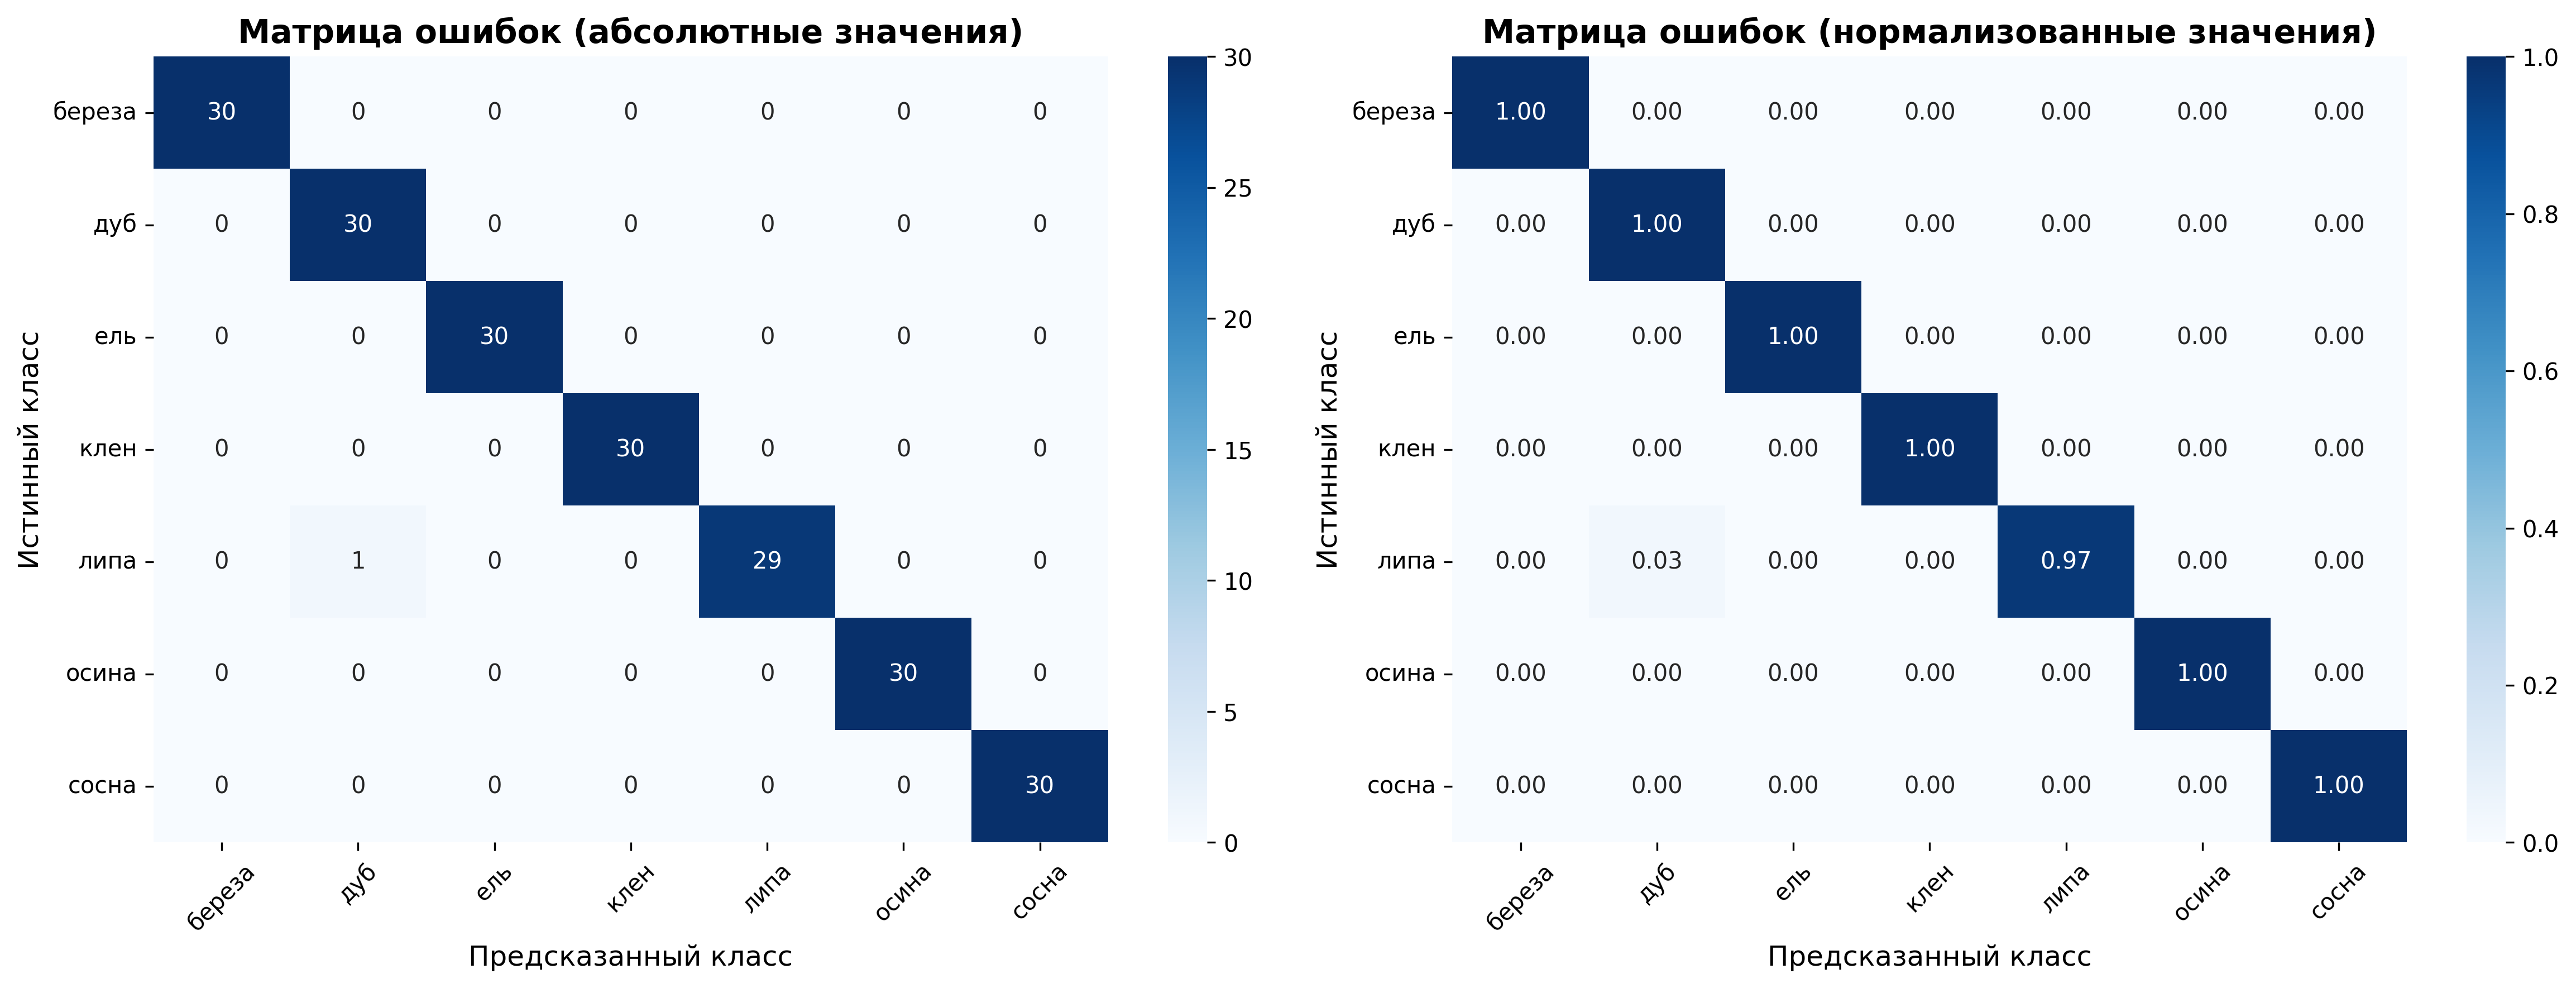 Матрица ошибок (абсолютные значения)
береза 30 0 0 0 0 0 0
дуб 0 30 0 0 0 0 0
ель 0 0 30 0 0 0 0
клен 0 0 0 30 0 0 0
липа 0 1 0 0 29 0 0
осина 0 0 0 0 0 30 0
сосна 0 0 0 0 0 0 30
береза дуб ель клен липа осина сосна
Предсказанный класс
Истинный класс
30
25
20
15
10
5
0
Матрица ошибок (нормализованные значения)
береза 1.00 0.00 0.00 0.00 0.00 0.00 0.00
дуб 0.00 1.00 0.00 0.00 0.00 0.00 0.00
ель 0.00 0.00 1.00 0.00 0.00 0.00 0.00
клен 0.00 0.00 0.00 1.00 0.00 0.00 0.00
липа 0.00 0.03 0.00 0.00 0.97 0.00 0.00
осина 0.00 0.00 0.00 0.00 0.00 1.00 0.00
сосна 0.00 0.00 0.00 0.00 0.00 0.00 1.00
береза дуб ель клен липа осина сосна
Предсказанный класс
Истинный класс
1.0
0.8
0.6
0.4
0.2
0.0